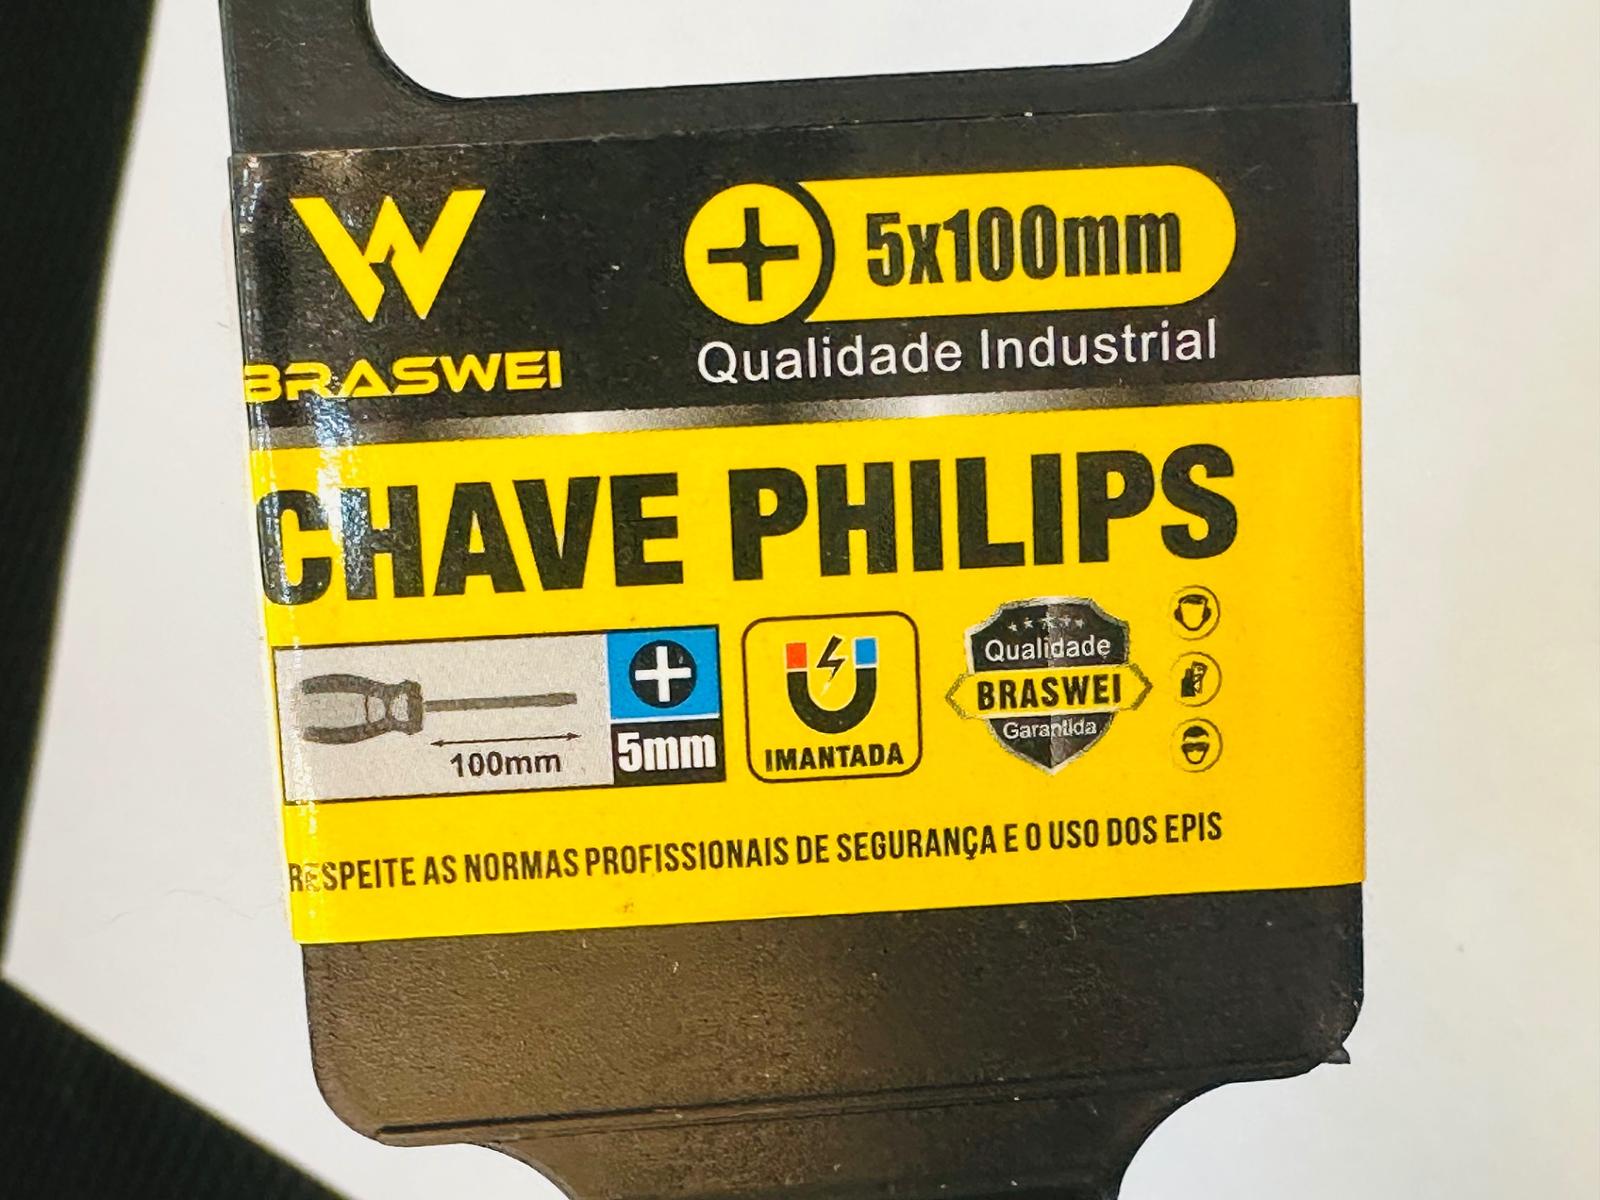 BRASWEI
5x100mm
Qualidade Industrial
CHAVE PHILIPS
100mm
5mm
IMANTADA
Qualidade
BRASWEI
Garantida
RESPEITE AS NORMAS PROFISSIONAIS DE SEGURANÇA E O USO DOS EPIS